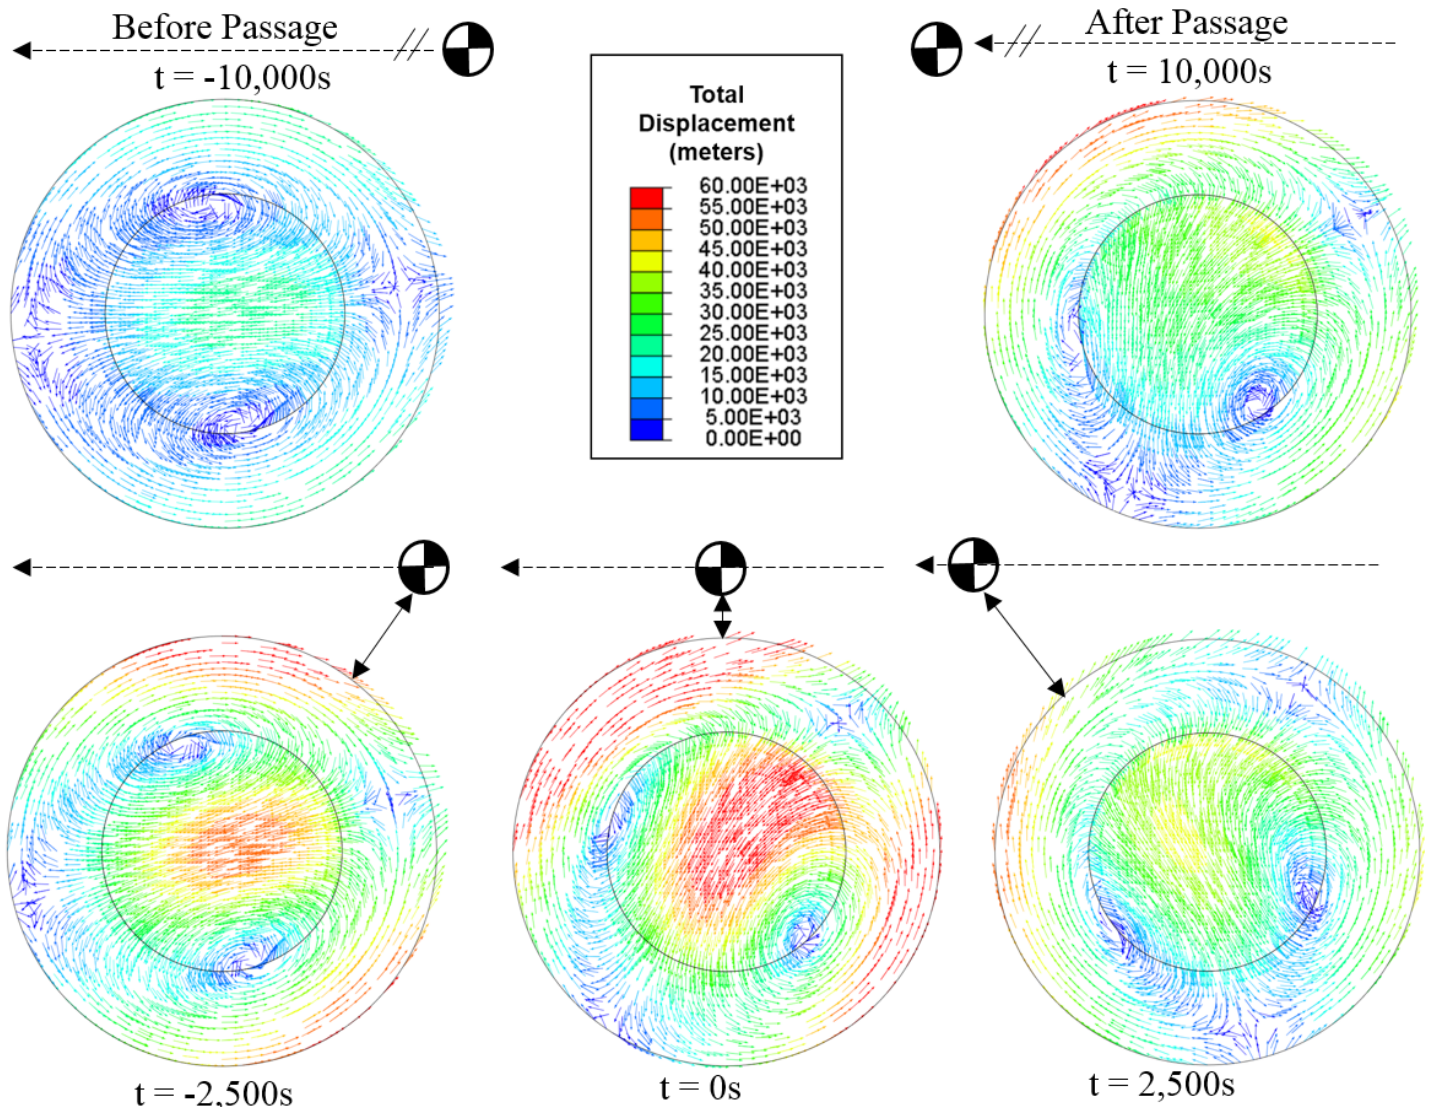 Before Passage
t = -10,000s
After Passage
t = 10,000s
Total
Displacement
(meters)
60.00E+03
55.00E+03
50.00E+03
45.00E+03
40.00E+03
35.00E+03
30.00E+03
25.00E+03
20.00E+03
15.00E+03
10.00E+03
5.00E+03
0.00E+00
t = -2,500s
t = 0s
t = 2,500s